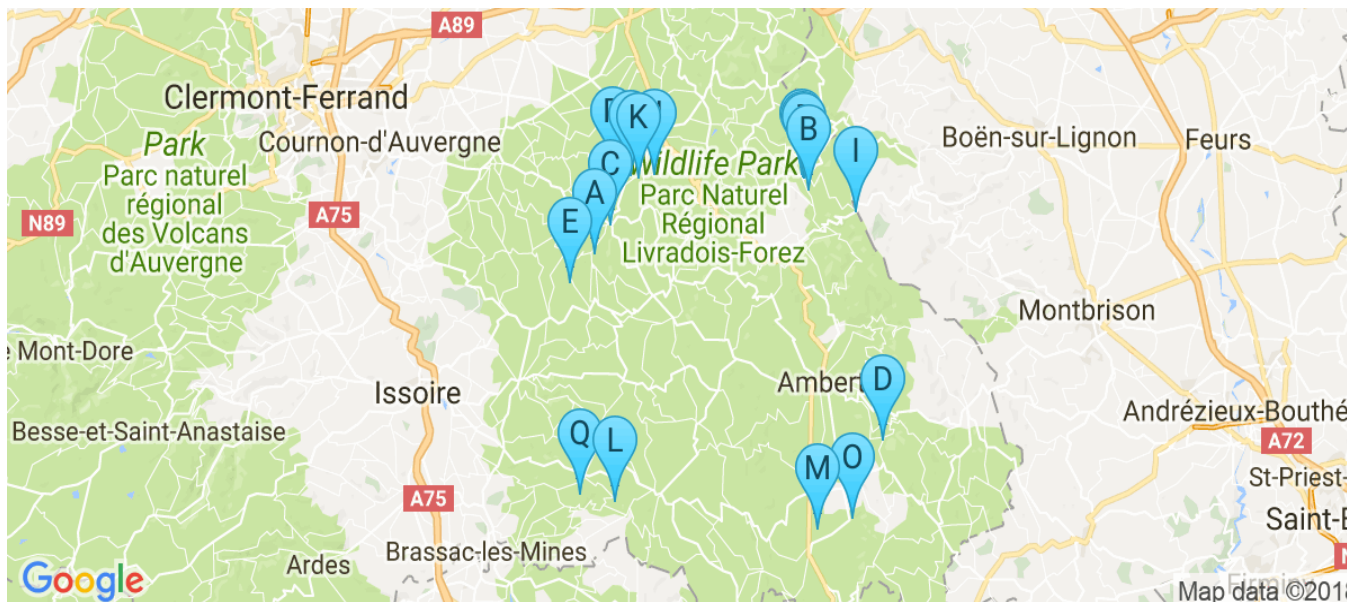 A89
Clermont-Ferrand
Cournon-d'Auvergne
Park
Parc naturel
régional
des Volcans
d'Auvergne
N89
A75
K
B
C
I
A
E
Wildlife Park
Parc Naturel
Régional
Livradois-Forez
Boën-sur-Lignon
Feurs
Montbrison
Mont-Dore
Issoire
Ambert
D
Andrézieux-Bouthé
A72
Besse-et-Saint-Anastaise
Q
L
M
O
St-Priest-
A75
Brassac-les-Mines
Ardes
Google
Map data ©2018